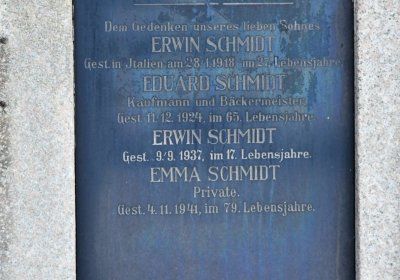 Dem Gedenken unseres lieben Sohnes
ERWIN SCHMIDT
Gest. in Italien am 28.1.1918, im 27. Lebensjahre.
EDUARD SCHMIDT
Kaufmann und Bäckermeister.
Gest. 11. 12. 1924, im 65. Lebensjahre.
ERWIN SCHMIDT
Gest. 9./9. 1937, im 17. Lebensjahre.
EMMA SCHMIDT
Private.
Gest. 4. 11. 1941, im 79. Lebensjahre.